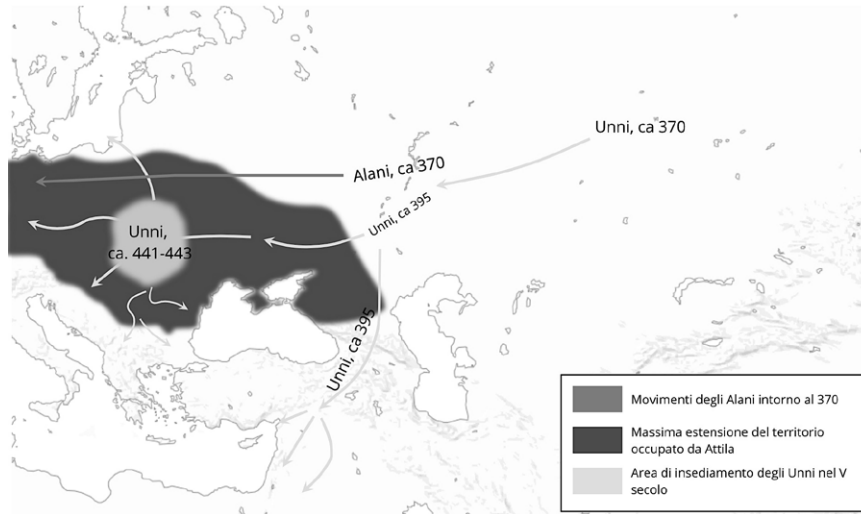 Unni, ca 370
Alani, ca 370
Unni, ca 395
Unni,
ca. 441-443
Unni, ca 395
Movimenti degli Alani intorno al 370
Massima estensione del territorio
occupato da Attila
Area di insediamento degli Unni nel V
secolo